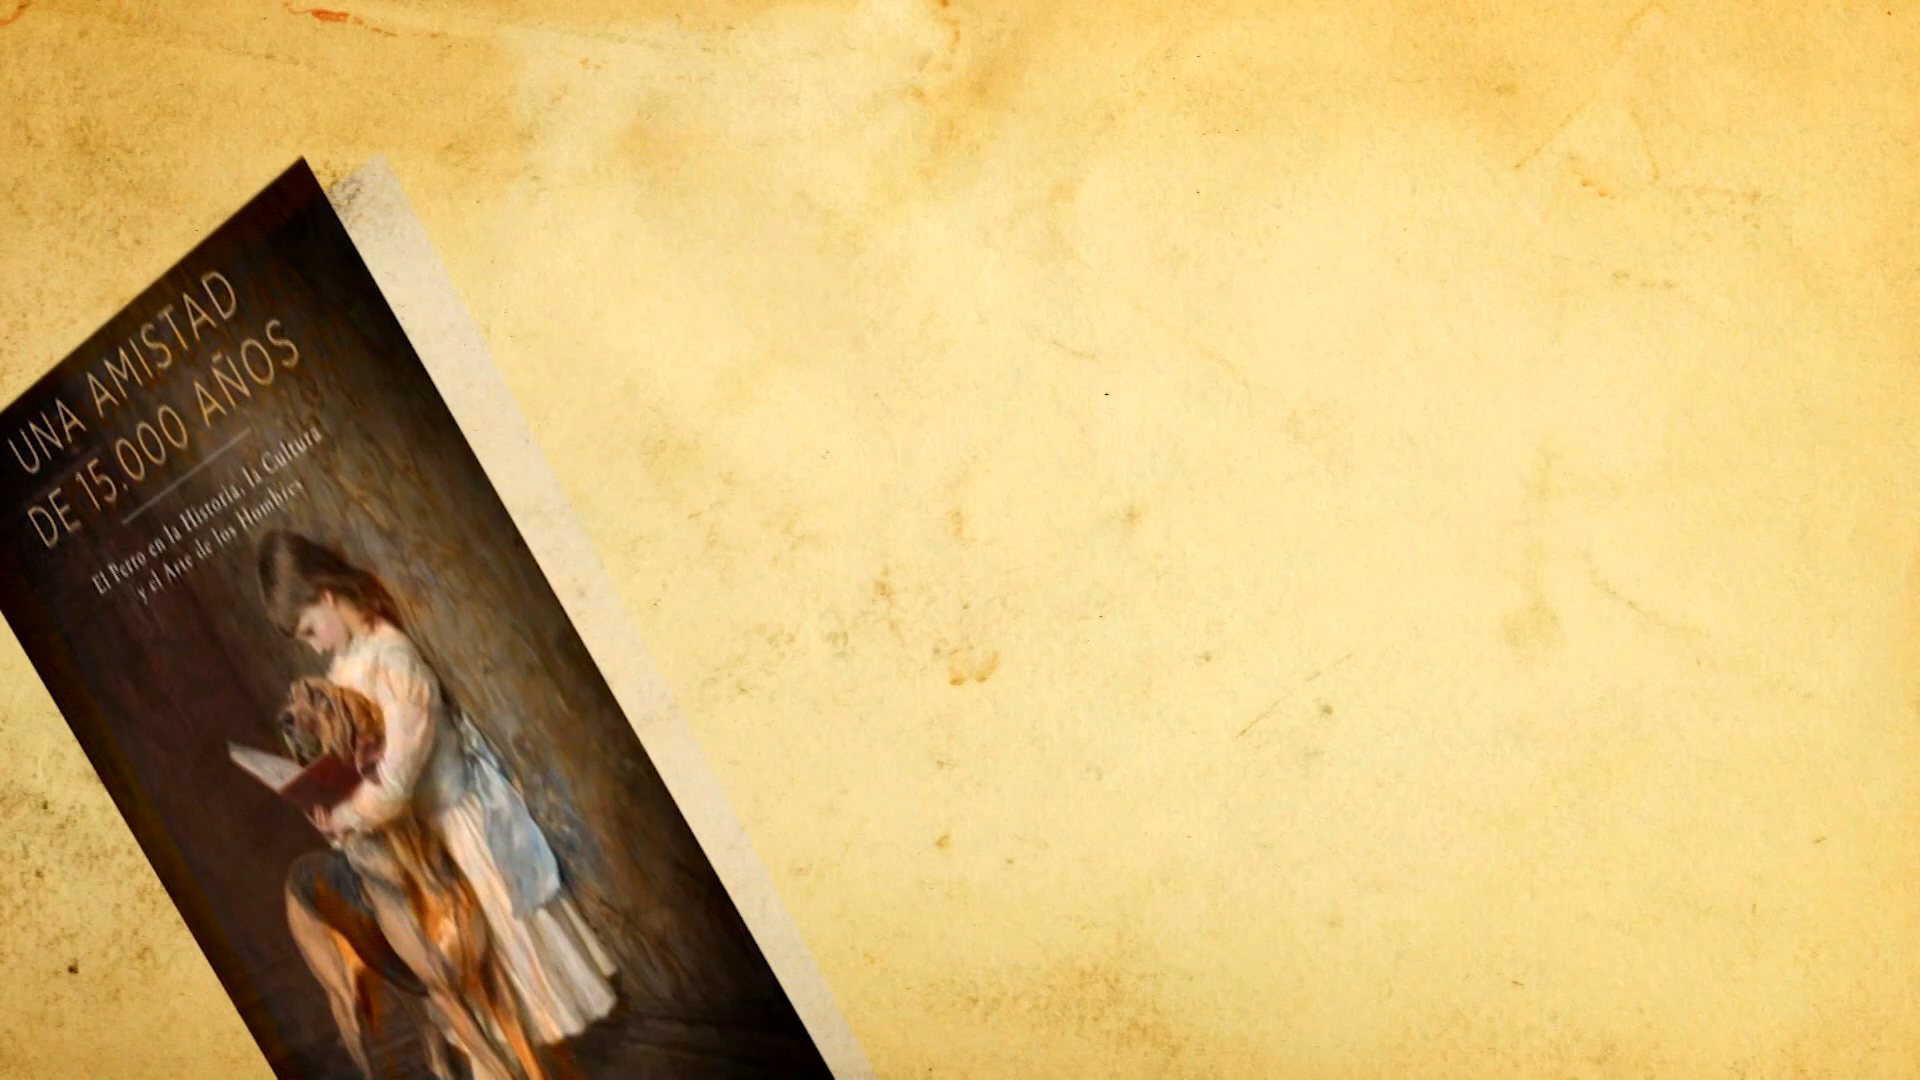 UNA AMISTAD
DE 15.000 AÑOS
El Perro en la Historia, la Cultura
y el Arte de los Hombres